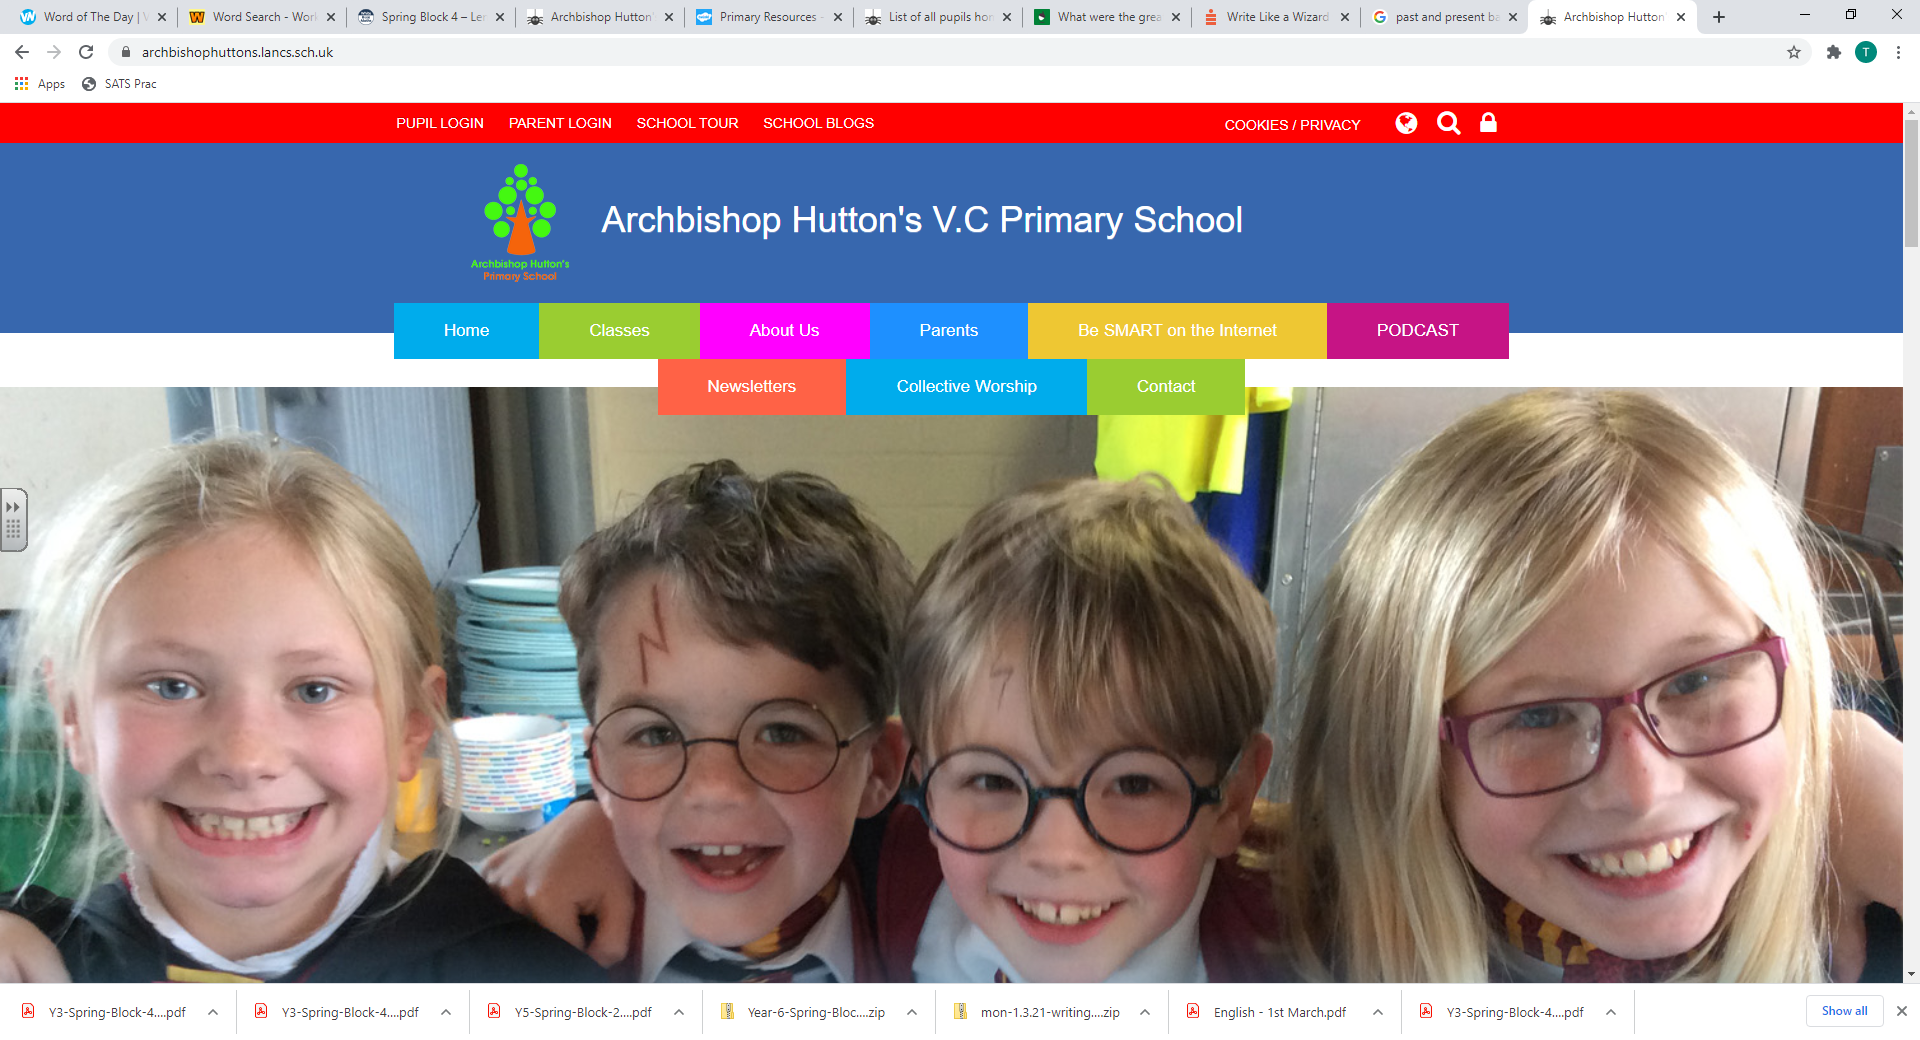 Word of The Day | V
Word Search - Work
Spring Block 4 – Ler
Archbishop Hutton'
Primary Resources -
List of all pupils hor
What were the grea
Write Like a Wizard
past and present ba
Archbishop Hutton'
archbishophuttons.lancs.sch.uk
T
Apps
SATS Prac
PUPIL LOGIN
PARENT LOGIN
SCHOOL TOUR
SCHOOL BLOGS
COOKIES / PRIVACY
Archbishop Hutton's
Primary School
Archbishop Hutton's V.C Primary School
Home
Classes
About Us
Parents
Be SMART on the Internet
PODCAST
Newsletters
Collective Worship
Contact
Y3-Spring-Block-4....pdf
Y3-Spring-Block-4....pdf
Y5-Spring-Block-2....pdf
Year-6-Spring-Bloc....zip
mon-1.3.21-writing....zip
English - 1st March.pdf
Y3-Spring-Block-4....pdf
Show all